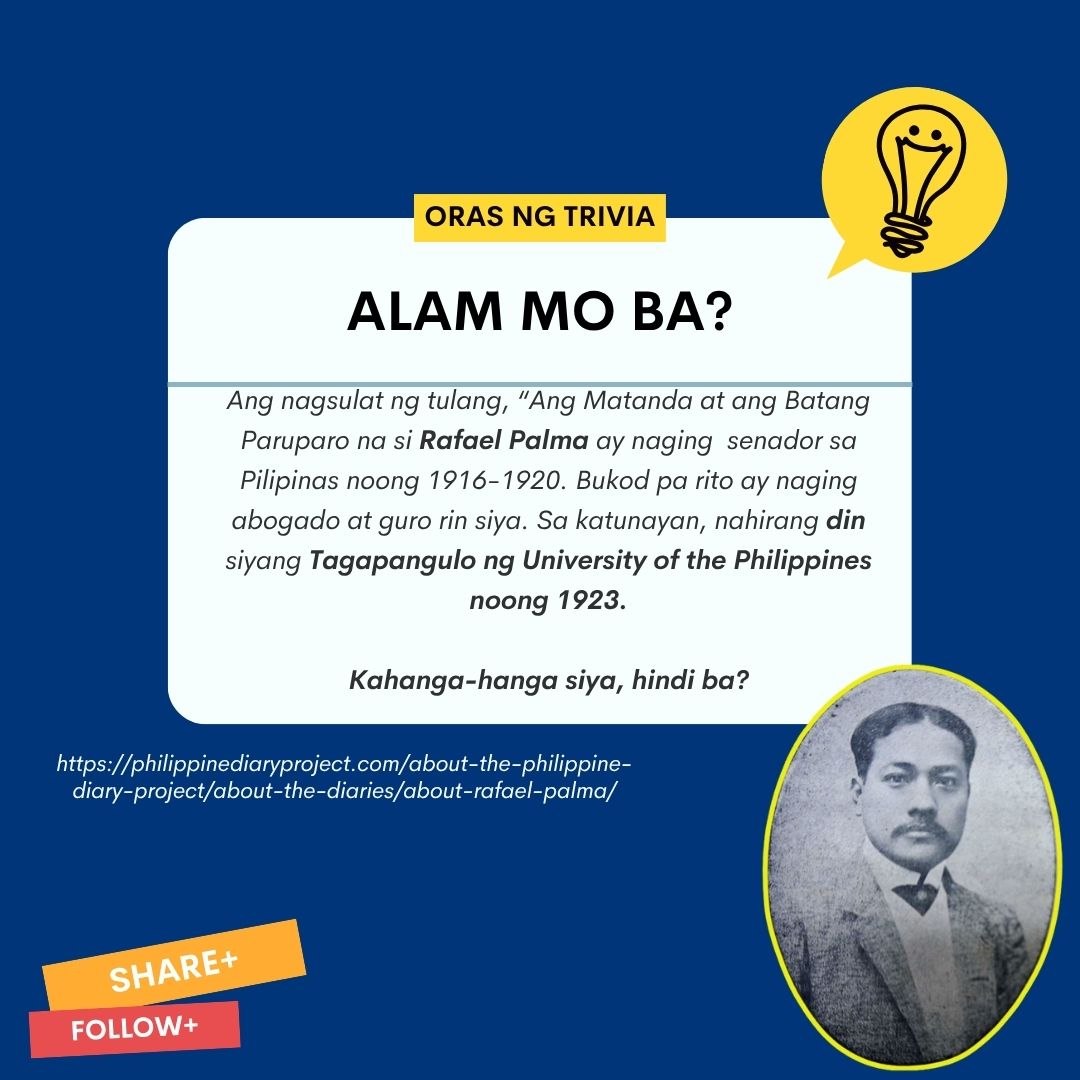 ORAS NG TRIVIA
ALAM MO BA?
Ang nagsulat ng tulang, “Ang Matanda at ang Batang
Paruparo na si Rafael Palma ay naging senador sa
Pilipinas noong 1916-1920. Bukod pa rito ay naging
abogado at guro rin siya. Sa katunayan, nahirang din
siyang Tagapangulo ng University of the Philippines
noong 1923.
Kahanga-hanga siya, hindi ba?
https://philippinediaryproject.com/about-the-philippine-
diary-project/about-the-diaries/about-rafael-palma/
SHARE+
FOLLOW+